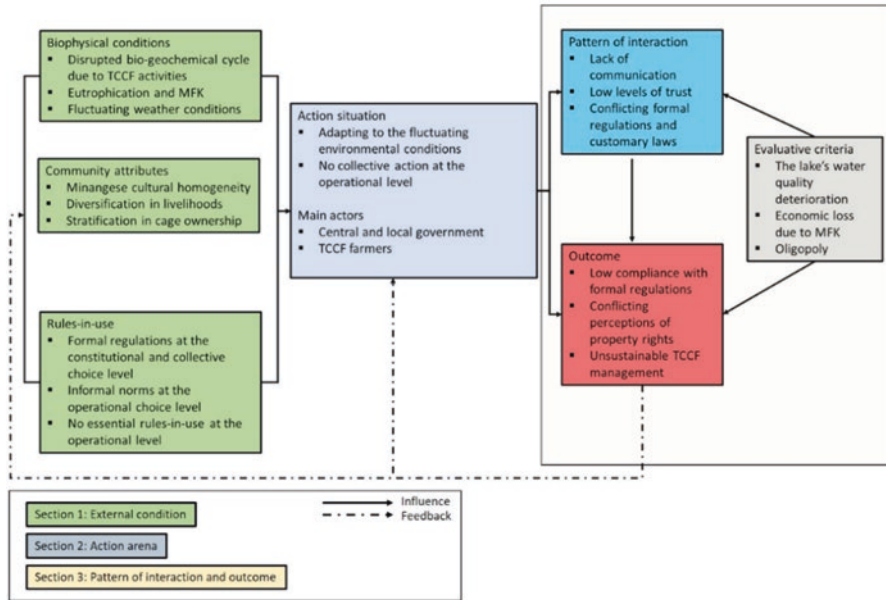 Biophysical conditions
▪ Disrupted bio-geochemical cycle
due to TCCF activities
▪ Eutrophication and MFK
▪ Fluctuating weather conditions
Community attributes
▪ Minangese cultural homogeneity
▪ Diversification in livelihoods
▪ Stratification in cage ownership
Rules-in-use
▪ Formal regulations at the
constitutional and collective
choice level
▪ Informal norms at the
operational choice level
▪ No essential rules-in-use at the
operational level
Action situation
▪ Adapting to the fluctuating
environmental conditions
▪ No collective action at the
operational level
Main actors
▪ Central and local government
▪ TCCF farmers
Pattern of interaction
▪ Lack of
communication
▪ Low levels of trust
▪ Conflicting formal
regulations and
customary laws
Outcome
▪ Low compliance with
formal regulations
▪ Conflicting
perceptions of
property rights
▪ Unsustainable TCCF
management
Evaluative criteria
▪ The lake's water
quality
deterioration
▪ Economic loss
due to MFK
▪ Oligopoly
Section 1: External condition
Section 2: Action arena
Section 3: Pattern of interaction and outcome
Influence
Feedback